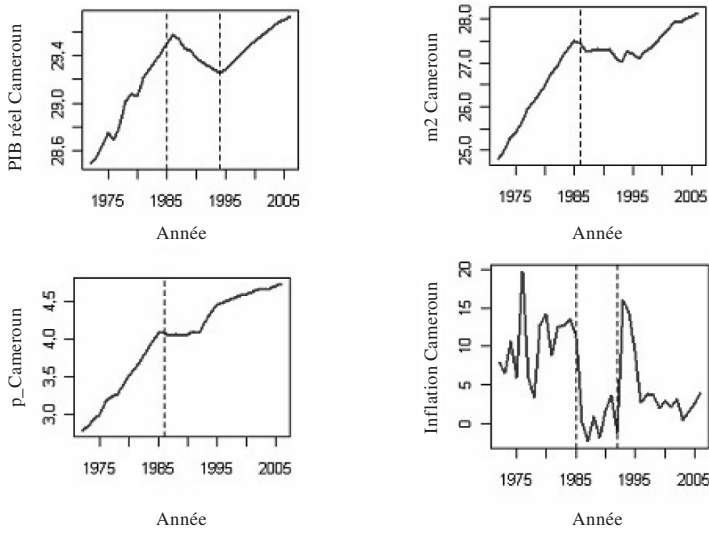 PIB réel Cameroun
29,4
29,0
28,6
1975 1985 1995 2005
Année
m2 Cameroun
28,0
27,0
26,0
25,0
1975 1985 1995 2005
Année
p_Cameroun
4,5
4,0
3,5
3,0
1975 1985 1995 2005
Année
Inflation Cameroun
20
15
10
5
0
1975 1985 1995 2005
Année